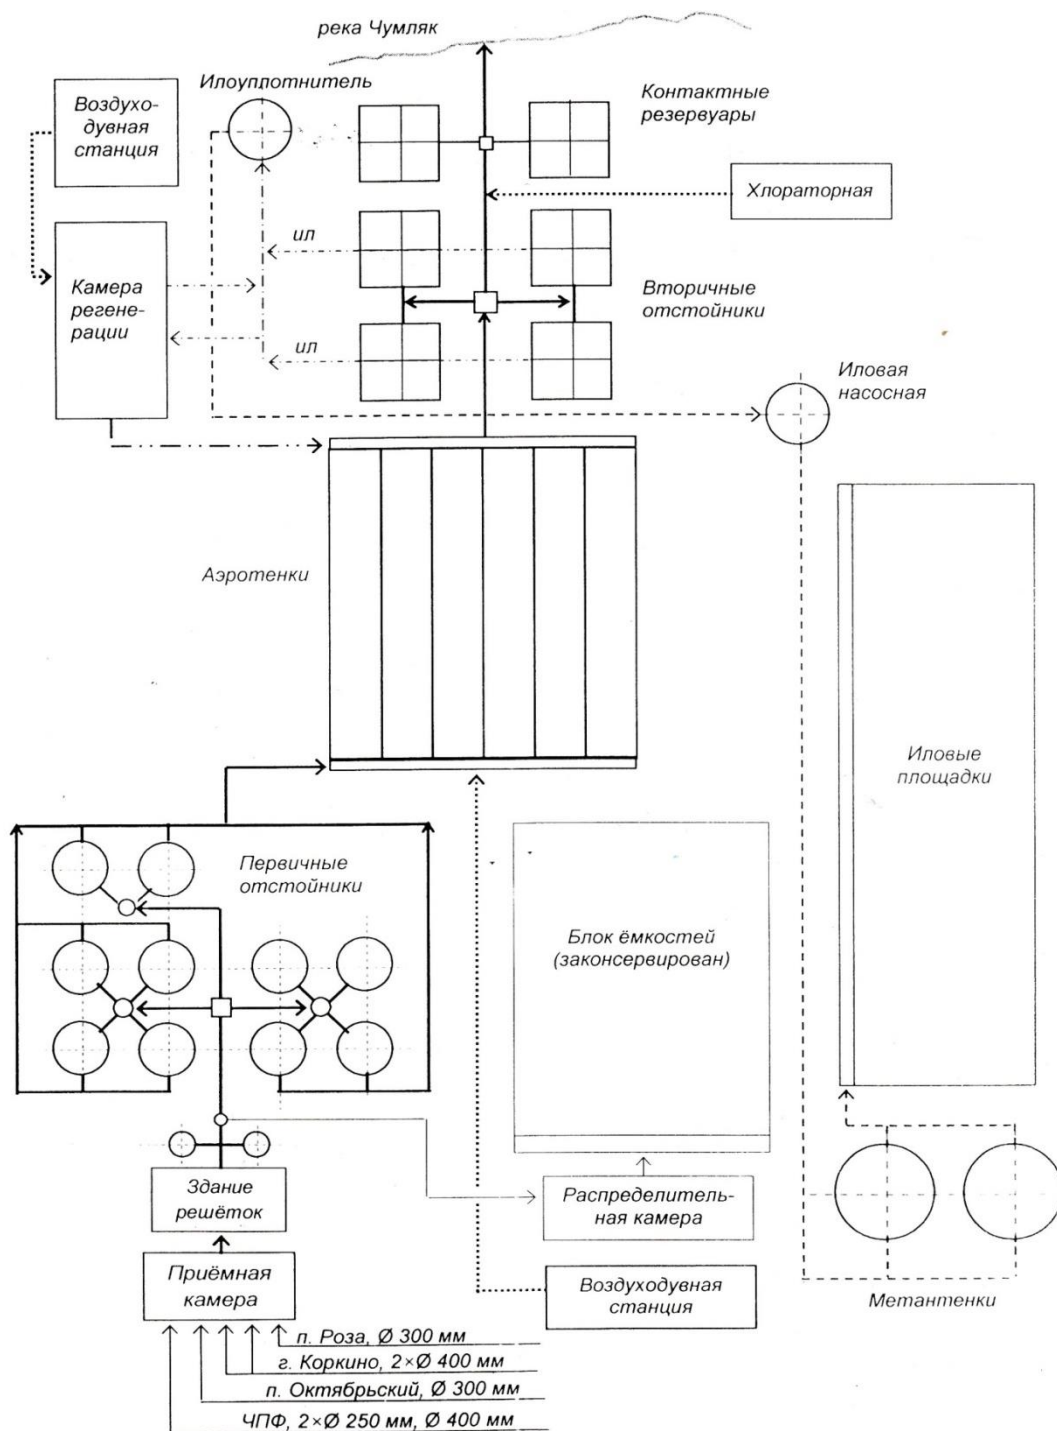 река Чумляк
Илоуплотнитель
Воздухо-
дувная
станция
Контактные
резервуары
Хлораторная
ил
Камера
регене-
рации
Вторичные
отстойники
ил
Иловая
насосная
Аэротенки
Иловые
площадки
Первичные
отстойники
Блок ёмкостей
(законсервирован)
Здание
решёток
Распределитель-
ная камера
Приёмная
камера
Воздуходувная
станция
Метантенки
п. Роза, Ø 300 мм
г. Коркино, 2×Ø 400 мм
п. Октябрьский, Ø 300 мм
ЧПФ, 2×Ø 250 мм, Ø 400 мм